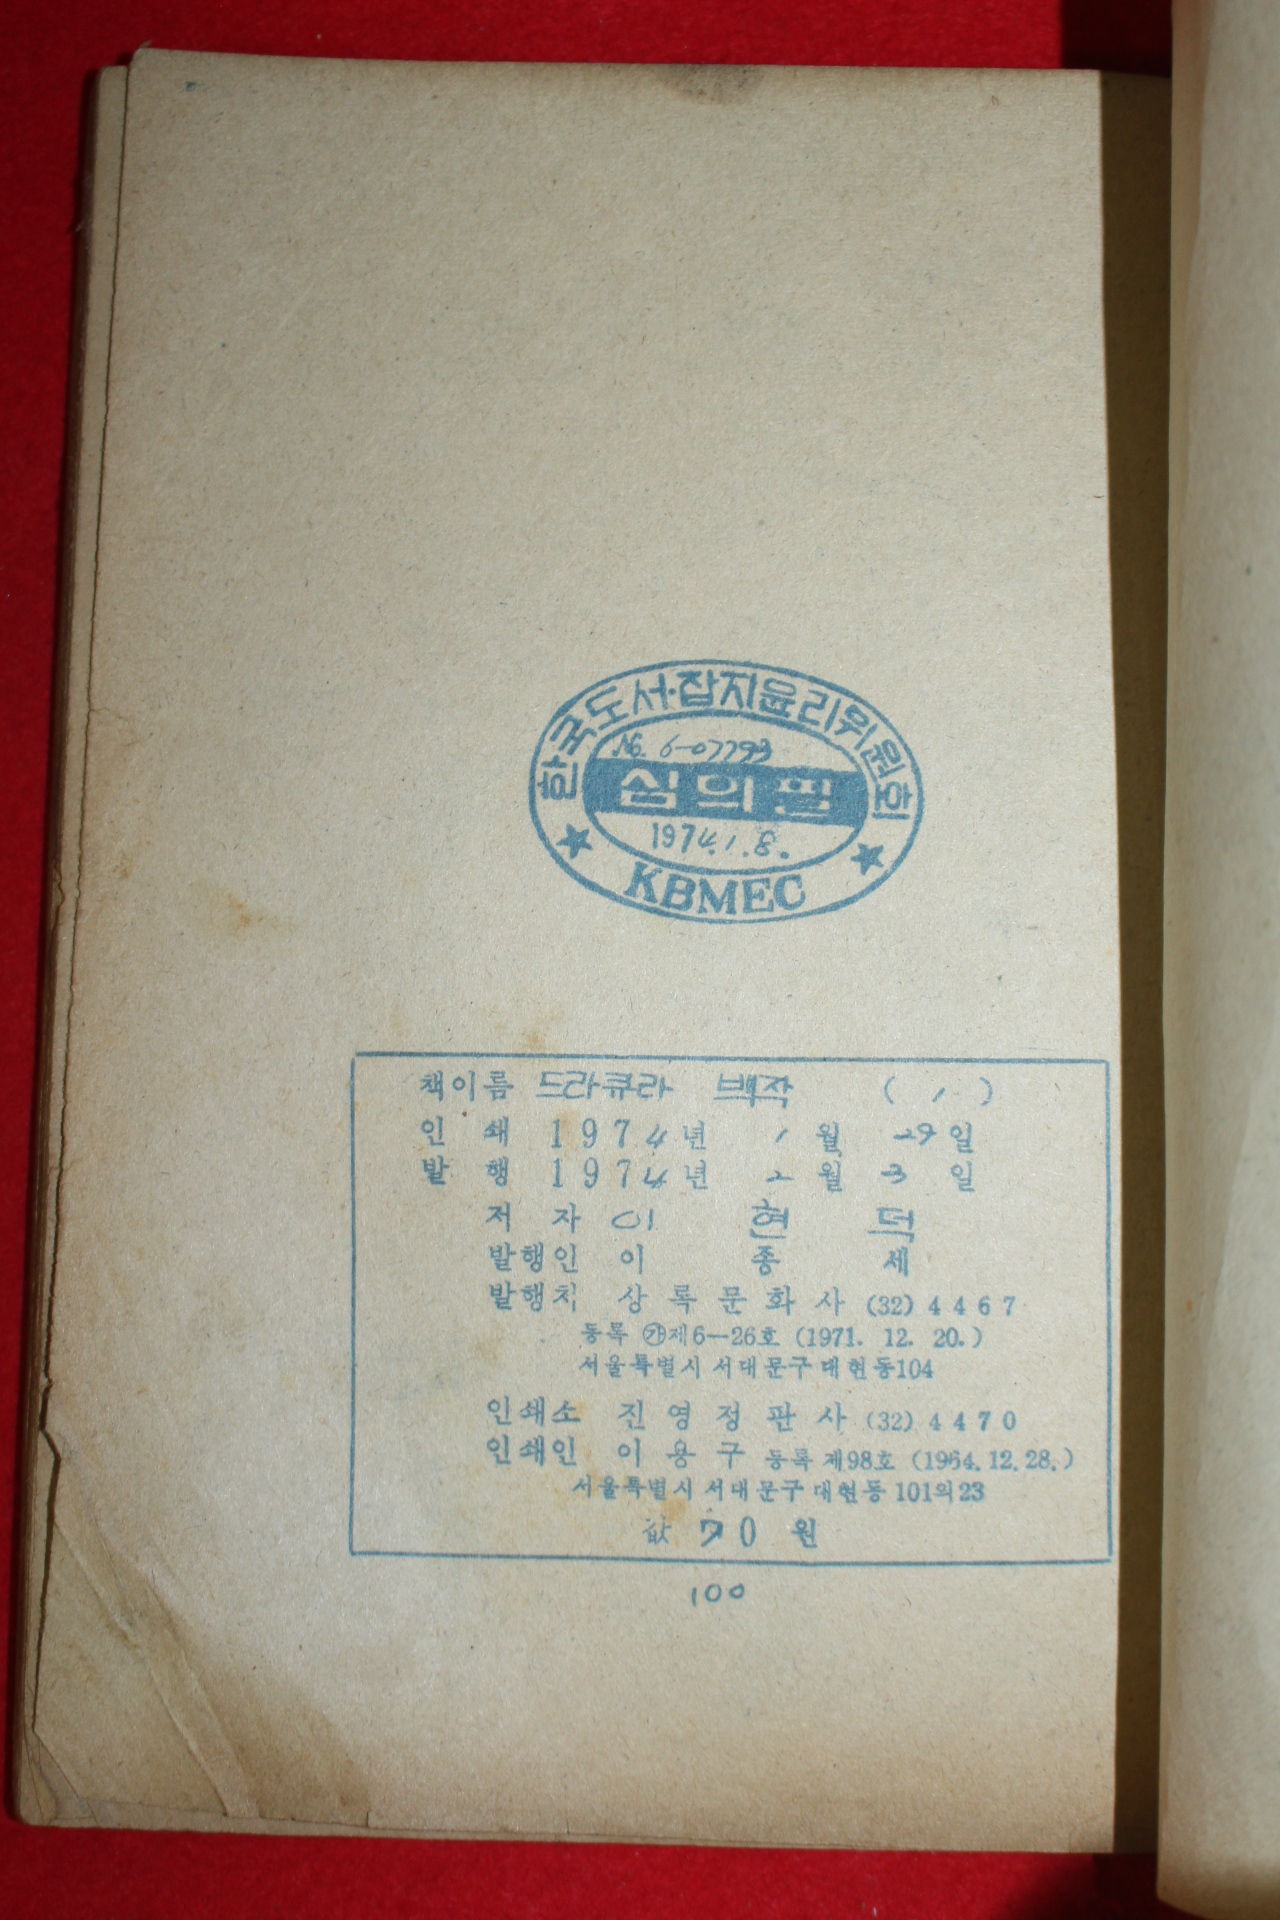 한국도서·잡지윤리위원회
No. 6-07793
심의필
1974.1.8.
KBMEC
책이름 드라큐라 백작 (1)
인쇄 1974년 1월 29일
발행 1974년 2월 3일
저자 이현덕
발행인 이종세
발행처 상록문화사 (32) 4467
등록 ㉮제6—26호 (1971. 12. 20.)
서울특별시 서대문구 대현동104
인쇄소 진영정판사 (32) 4470
인쇄인 이용구 등록 제98호 (1964.12.28.)
서울특별시 서대문구 대현동 101의23
값 70 원
100